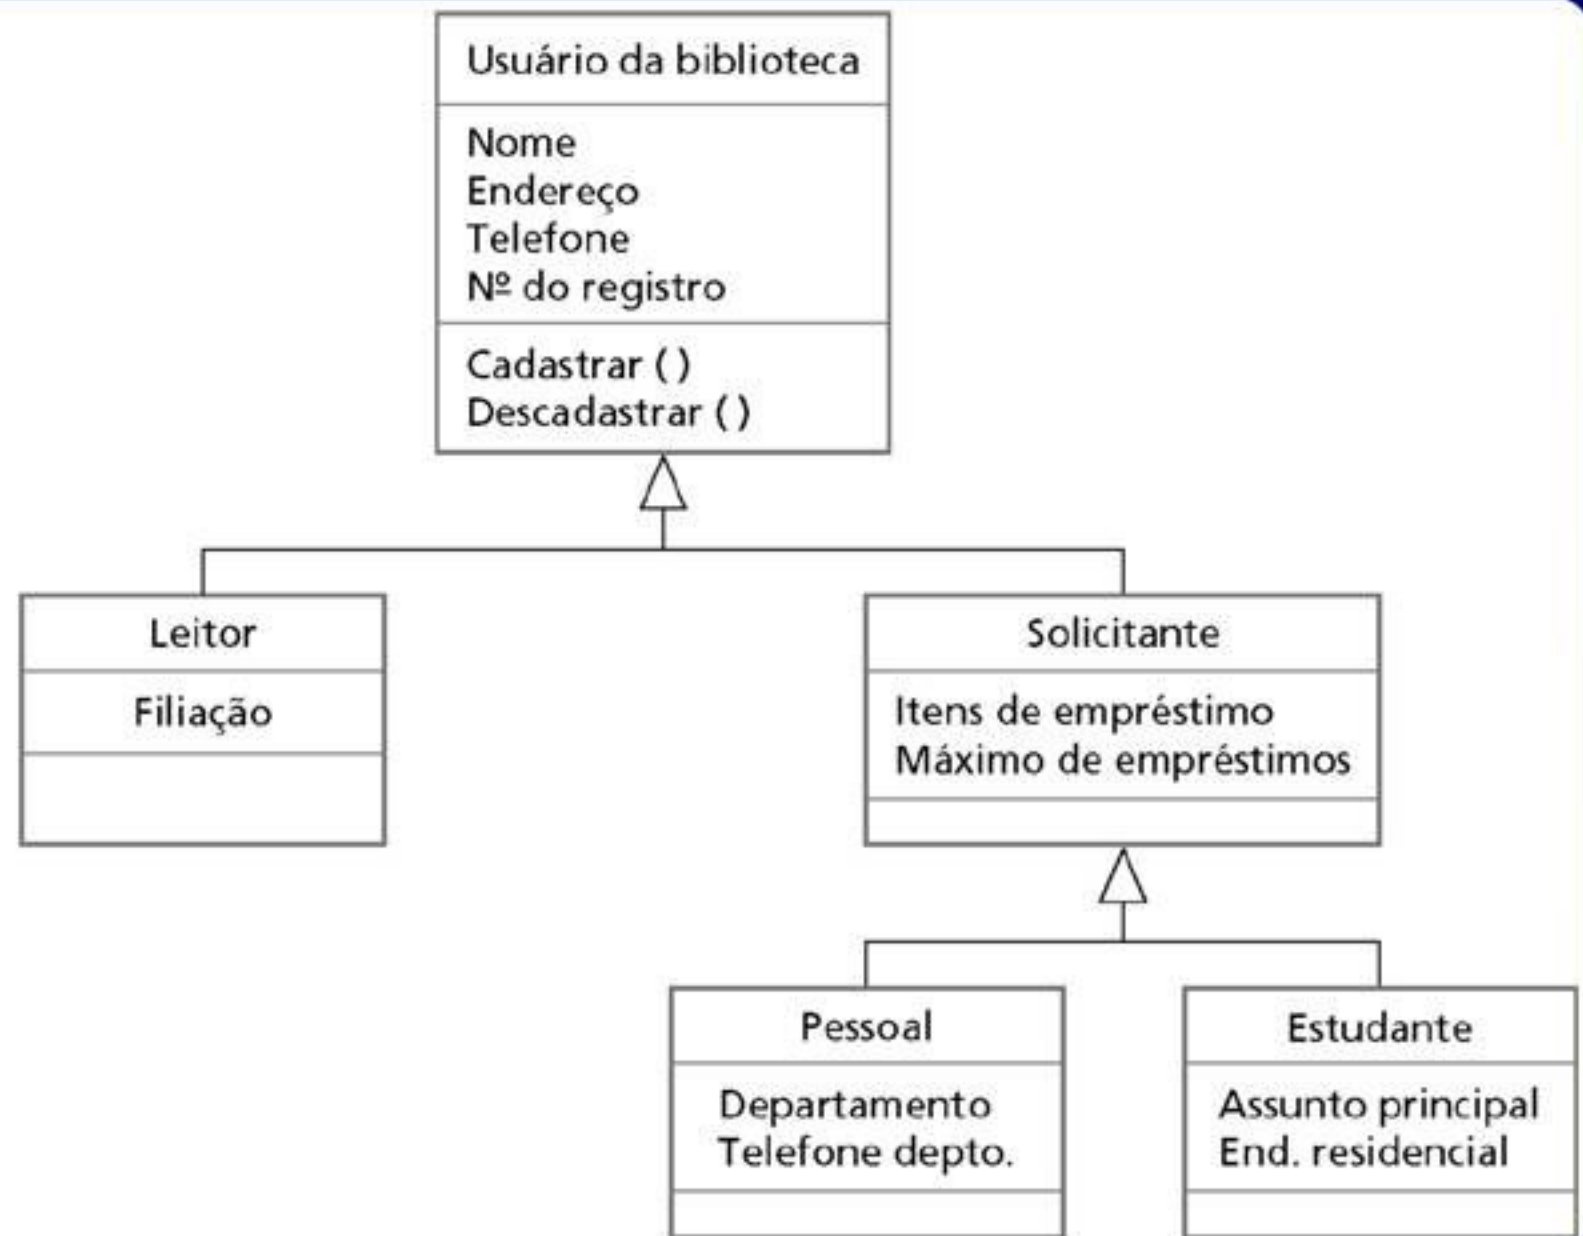 Usuário da biblioteca
Nome
Endereço
Telefone
Nº do registro
Cadastrar ( )
Descadastrar ( )
Leitor
Filiação
Solicitante
Itens de empréstimo
Máximo de empréstimos
Pessoal
Departamento
Telefone depto.
Estudante
Assunto principal
End. residencial